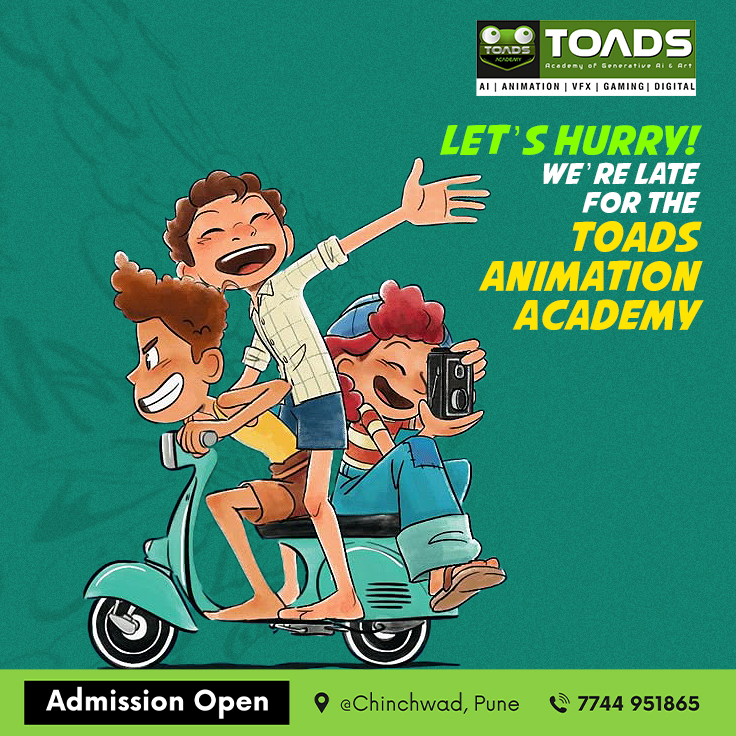 TOADS
ACADEMY
TOADS
Academy of Generative Ai & Art
AI | ANIMATION | VFX | GAMING | DIGITAL
LET'S HURRY!
WE'RE LATE
FOR THE
TOADS
ANIMATION
ACADEMY
Admission Open
@Chinchwad, Pune
7744 951865